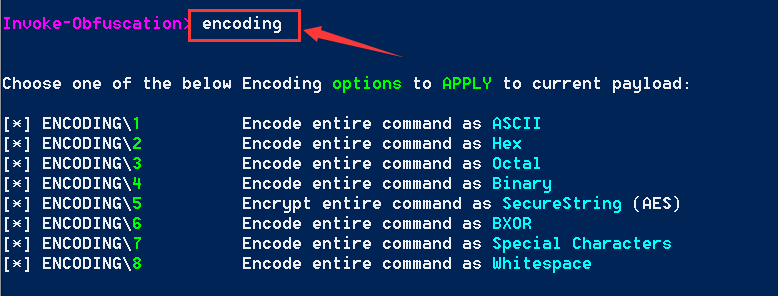 Invoke-Obfuscation> encoding
Choose one of the below Encoding options to APPLY to current payload:
[*] ENCODING\1 Encode entire command as ASCII
[*] ENCODING\2 Encode entire command as Hex
[*] ENCODING\3 Encode entire command as Octal
[*] ENCODING\4 Encode entire command as Binary
[*] ENCODING\5 Encrypt entire command as SecureString (AES)
[*] ENCODING\6 Encode entire command as BXOR
[*] ENCODING\7 Encode entire command as Special Characters
[*] ENCODING\8 Encode entire command as Whitespace